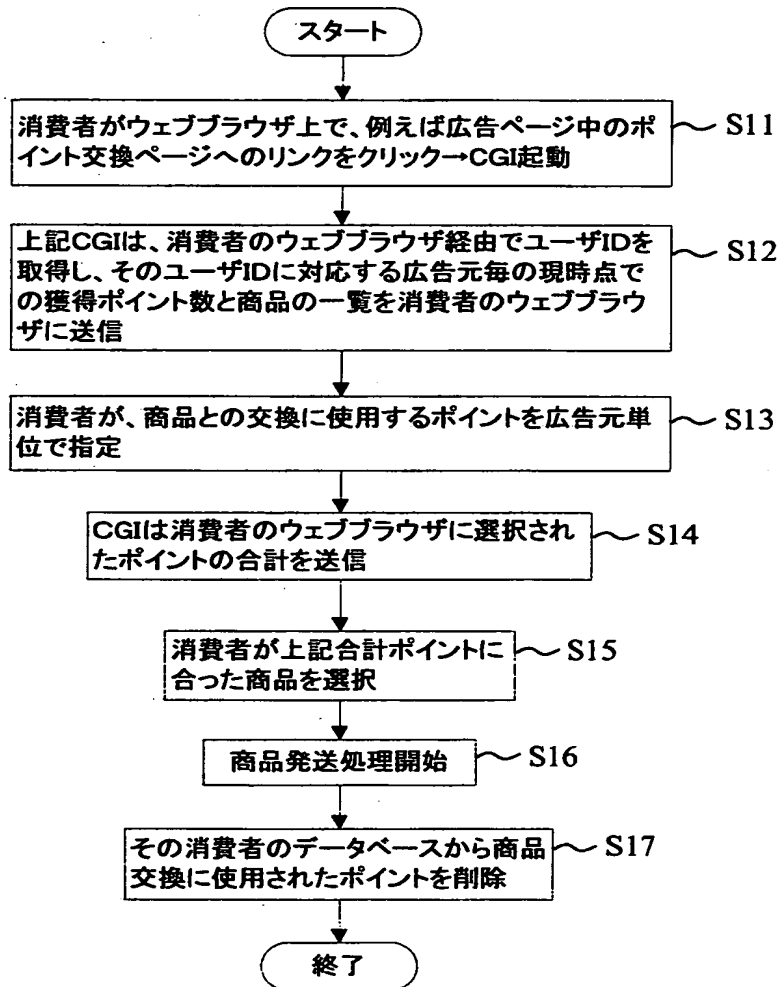 スタート
消費者がウェブブラウザ上で、例えば広告ページ中のポ
イント交換ページへのリンクをクリック→CGI起動
S11
上記CGIは、消費者のウェブブラウザ経由でユーザIDを
取得し、そのユーザIDに対応する広告元毎の現時点で
の獲得ポイント数と商品の一覧を消費者のウェブブラウ
ザに送信
S12
消費者が、商品との交換に使用するポイントを広告元単
位で指定
S13
CGIは消費者のウェブブラウザに選択され
たポイントの合計を送信
S14
消費者が上記合計ポイントに
合った商品を選択
S15
商品発送処理開始
S16
その消費者のデータベースから商品
交換に使用されたポイントを削除
S17
終了